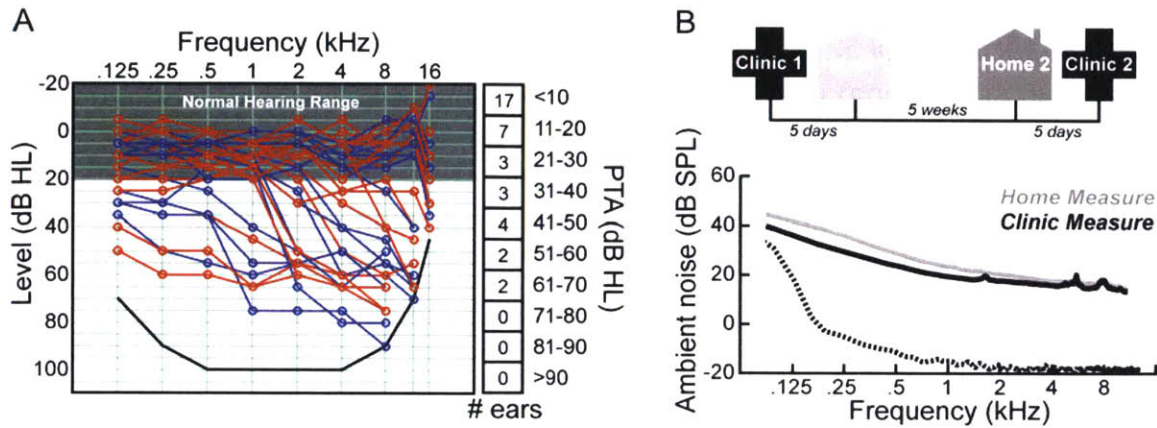 A
Frequency (kHz)
.125 .25 .5 1 2 4 8 16
Level (dB HL)
-20
0
20
40
60
80
100
Normal Hearing Range
17 <10
7 11-20
3 21-30
3 31-40
4 41-50
2 51-60
2 61-70
0 71-80
0 81-90
0 >90
# ears
PTA (dB HL)
B
Clinic 1
Home 2
Clinic 2
5 days
5 weeks
5 days
Ambient noise (dB SPL)
60
40
20
0
-20
Home Measure
Clinic Measure
.125 .25 .5 1 2 4 8
Frequency (kHz)